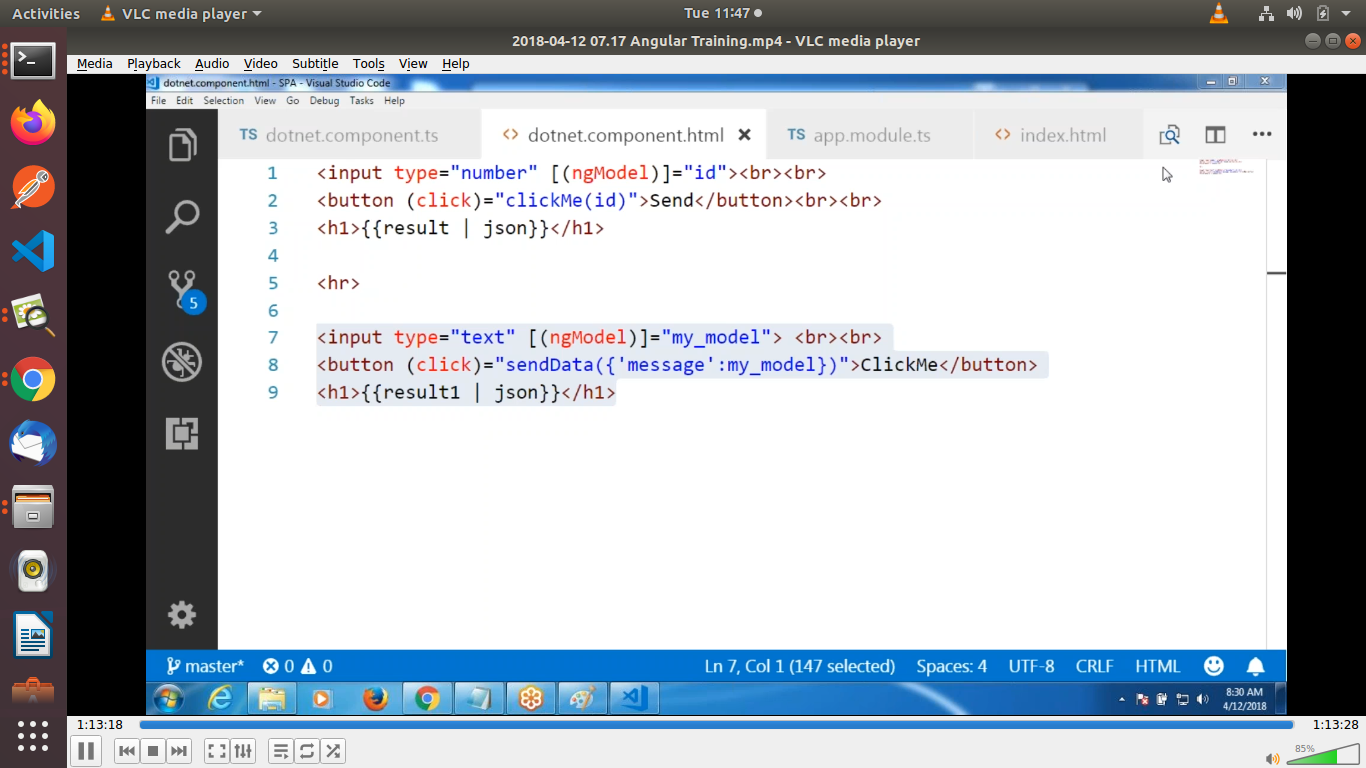 Activities VLC media player Tue 11:47
2018-04-12 07.17 Angular Training.mp4 - VLC media player
Media Playback Audio Video Subtitle Tools View Help
dotnet.component.html - SPA - Visual Studio Code
File Edit Selection View Go Debug Tasks Help
TS dotnet.component.ts <> dotnet.component.html TS app.module.ts <> index.html
1 <input type="number" [(ngModel)]="id"><br><br>
2 <button (click)="clickMe(id)">Send</button><br><br>
3 <h1>{{result | json}}</h1>
4
5 <hr>
6
7 <input type="text" [(ngModel)]="my_model"> <br><br>
8 <button (click)="sendData({'message':my_model})">ClickMe</button>
9 <h1>{{result1 | json}}</h1>
5
master* 0 0 Ln 7, Col 1 (147 selected) Spaces: 4 UTF-8 CRLF HTML
8:30 AM
4/12/2018
1:13:18 1:13:28
85%